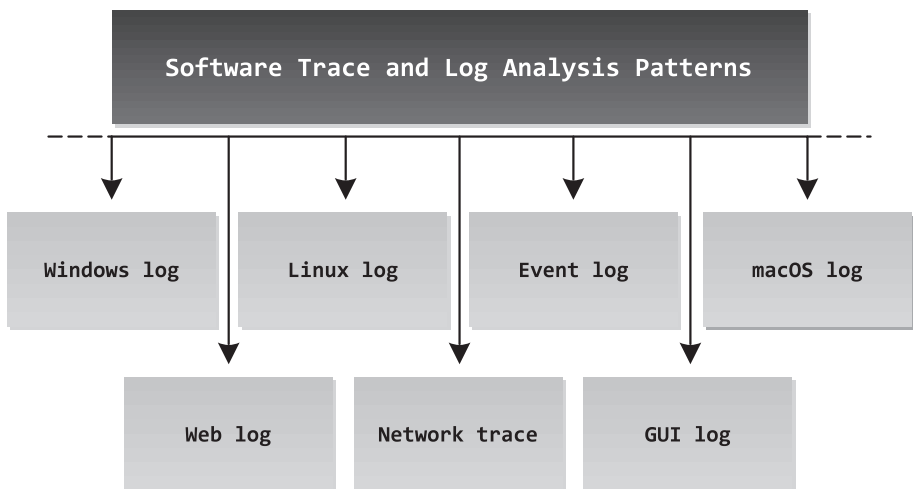 Software Trace and Log Analysis Patterns
Windows log
Linux log
Event log
macOS log
Web log
Network trace
GUI log